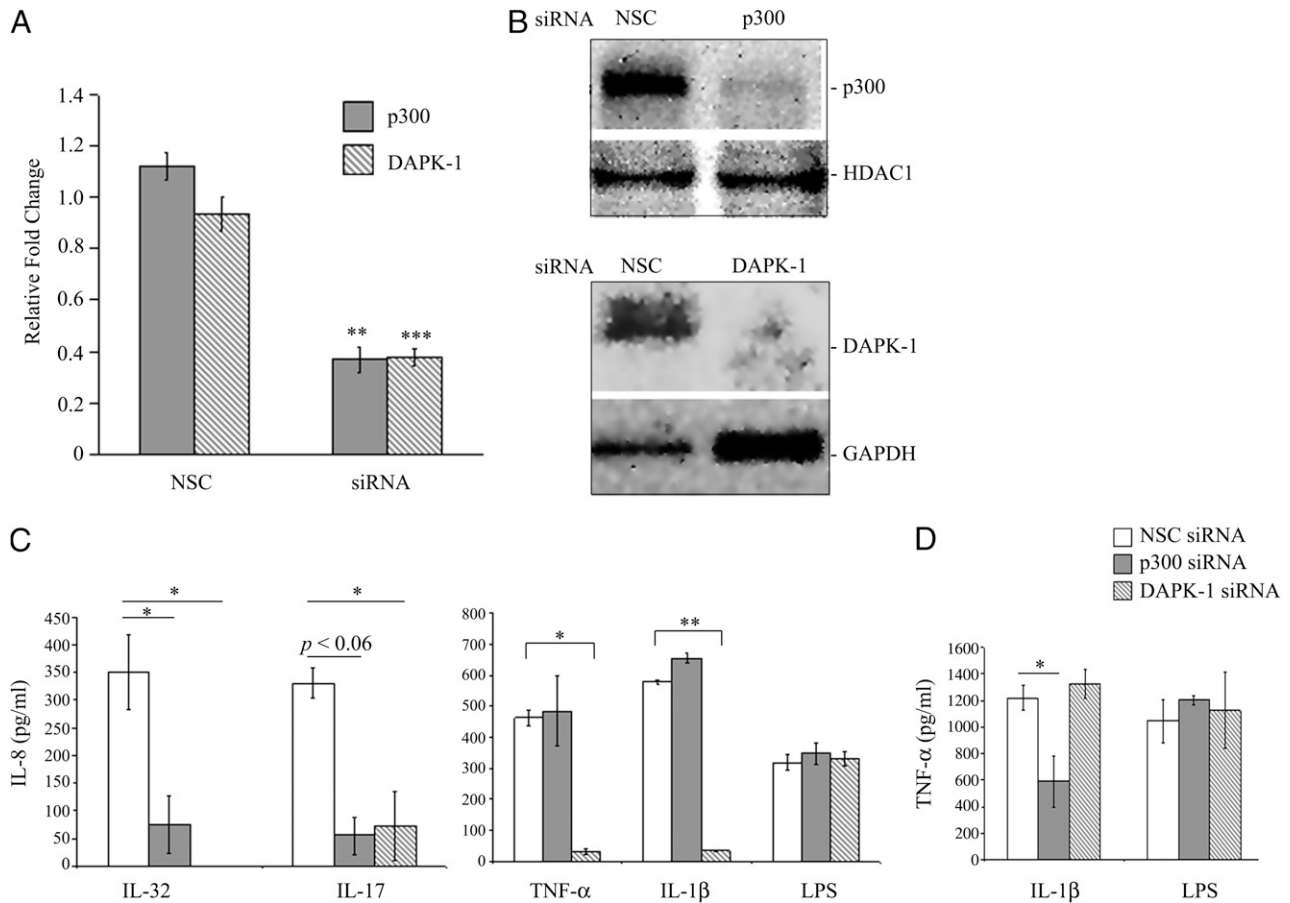 A
Relative Fold Change
1.4
1.2
1.0
0.8
0.6
0.4
0.2
0
p300
DAPK-1
** ***
NSC siRNA
B
siRNA NSC p300
- p300
- HDAC1
siRNA NSC DAPK-1
- DAPK-1
- GAPDH
C
IL-8 (pg/ml)
450
400
350
300
250
200
150
100
50
0
*
*
*
p < 0.06
IL-32 IL-17
800
700
600
500
400
300
200
100
0
* **
TNF-α IL-1β LPS
D
NSC siRNA
p300 siRNA
DAPK-1 siRNA
TNF-α (pg/ml)
1600
1400
1200
1000
800
600
400
200
0
*
IL-1β LPS